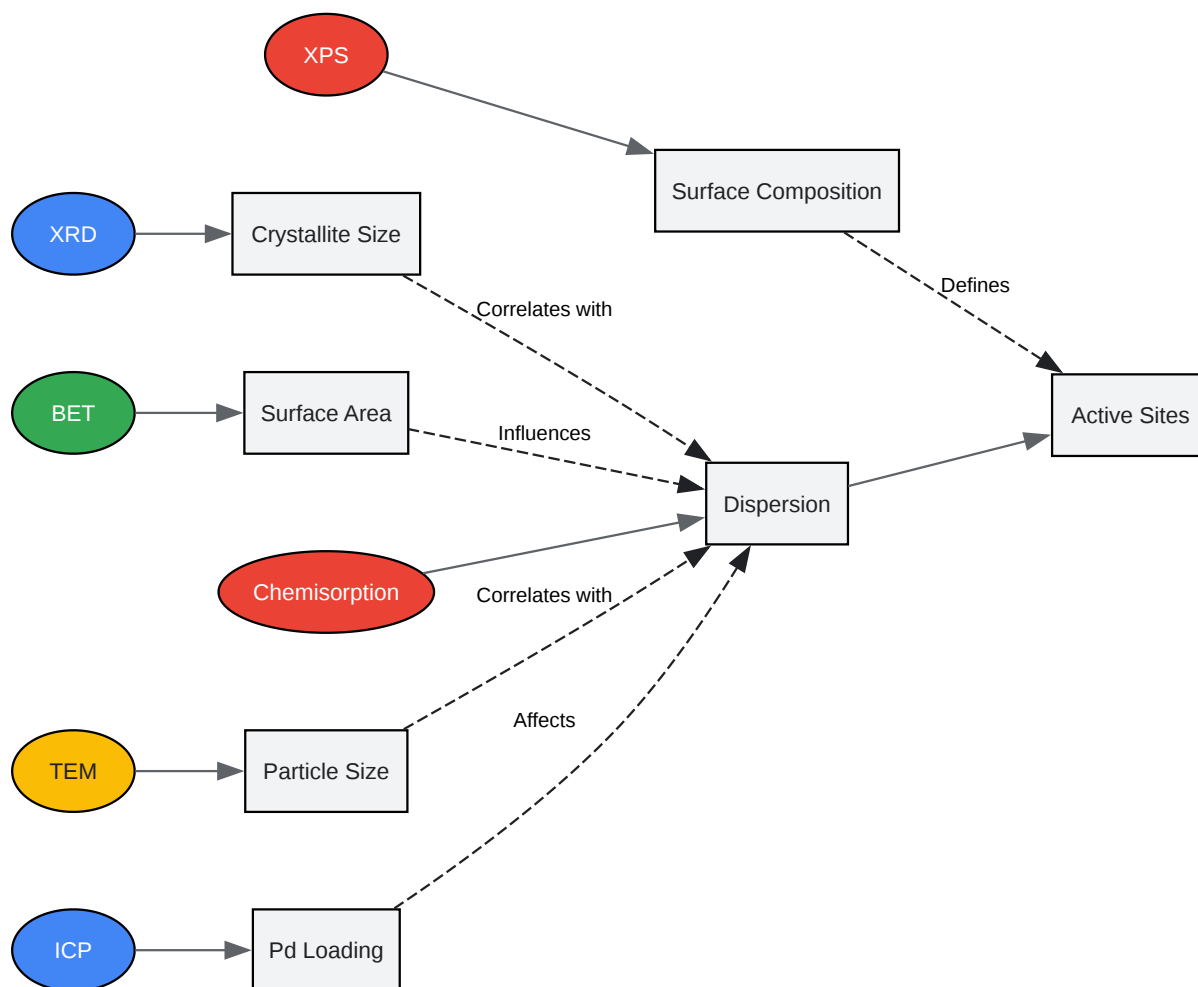 XPS
Surface Composition
XRD
Crystallite Size
Defines
Correlates with
BET
Surface Area
Active Sites
Influences
Dispersion
Chemisorption
Correlates with
Affects
TEM
Particle Size
ICP
Pd Loading